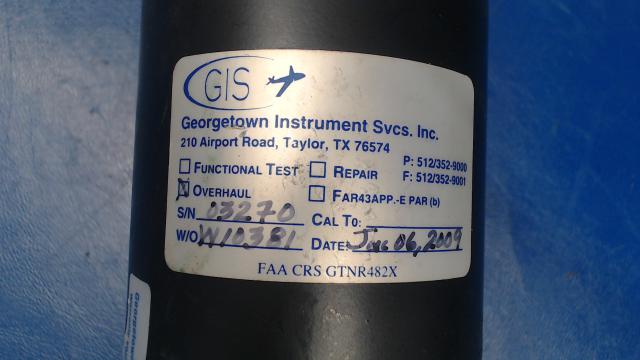 GIS
Georgetown Instrument Svcs. Inc.
210 Airport Road, Taylor, TX 76574
P: 512/352-9000
F: 512/352-9001
FUNCTIONAL TEST REPAIR
OVERHAUL FAR43APP.-E PAR (b)
S/N 03270 CAL TO:
W/O W10381 DATE: 06, 2009
FAA CRS GTNR482X
Georgetown